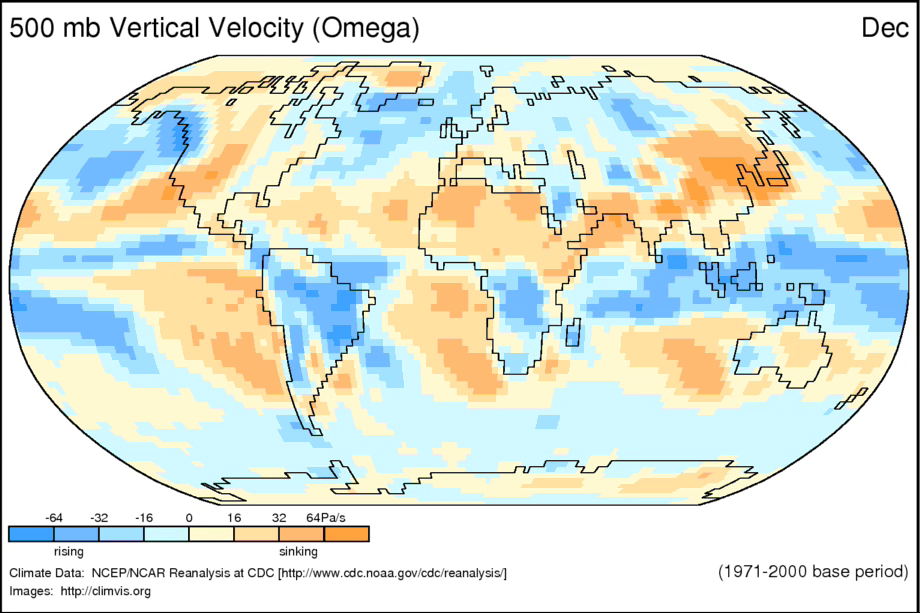 500 mb Vertical Velocity (Omega) Dec
-64 -32 -16 0 16 32 64Pa/s
rising sinking
Climate Data: NCEP/NCAR Reanalysis at CDC [http://www.cdc.noaa.gov/cdc/reanalysis/] (1971-2000 base period)
Images: http://climvis.org